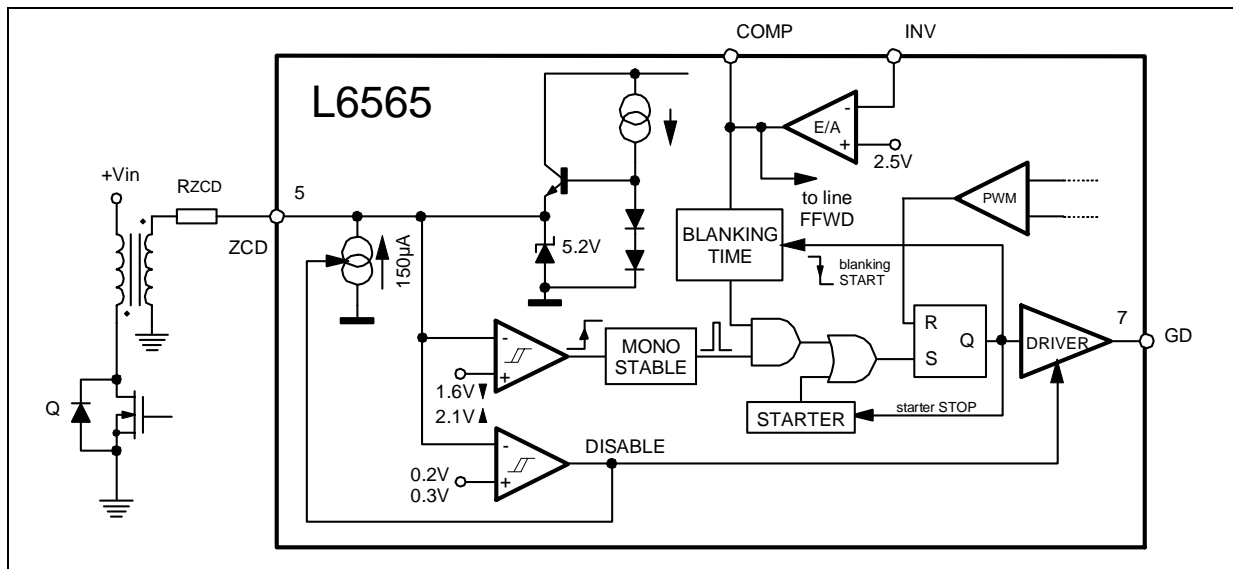 COMP
INV
L6565
E/A
-
+
2.5V
+Vin
RZCD
5
ZCD
150µA
5.2V
to line
FFWD
PWM
BLANKING
TIME
blanking
START
R
S
Q
7
DRIVER
GD
-
+
1.6V
2.1V
MONO
STABLE
STARTER
starter STOP
Q
-
+
0.2V
0.3V
DISABLE